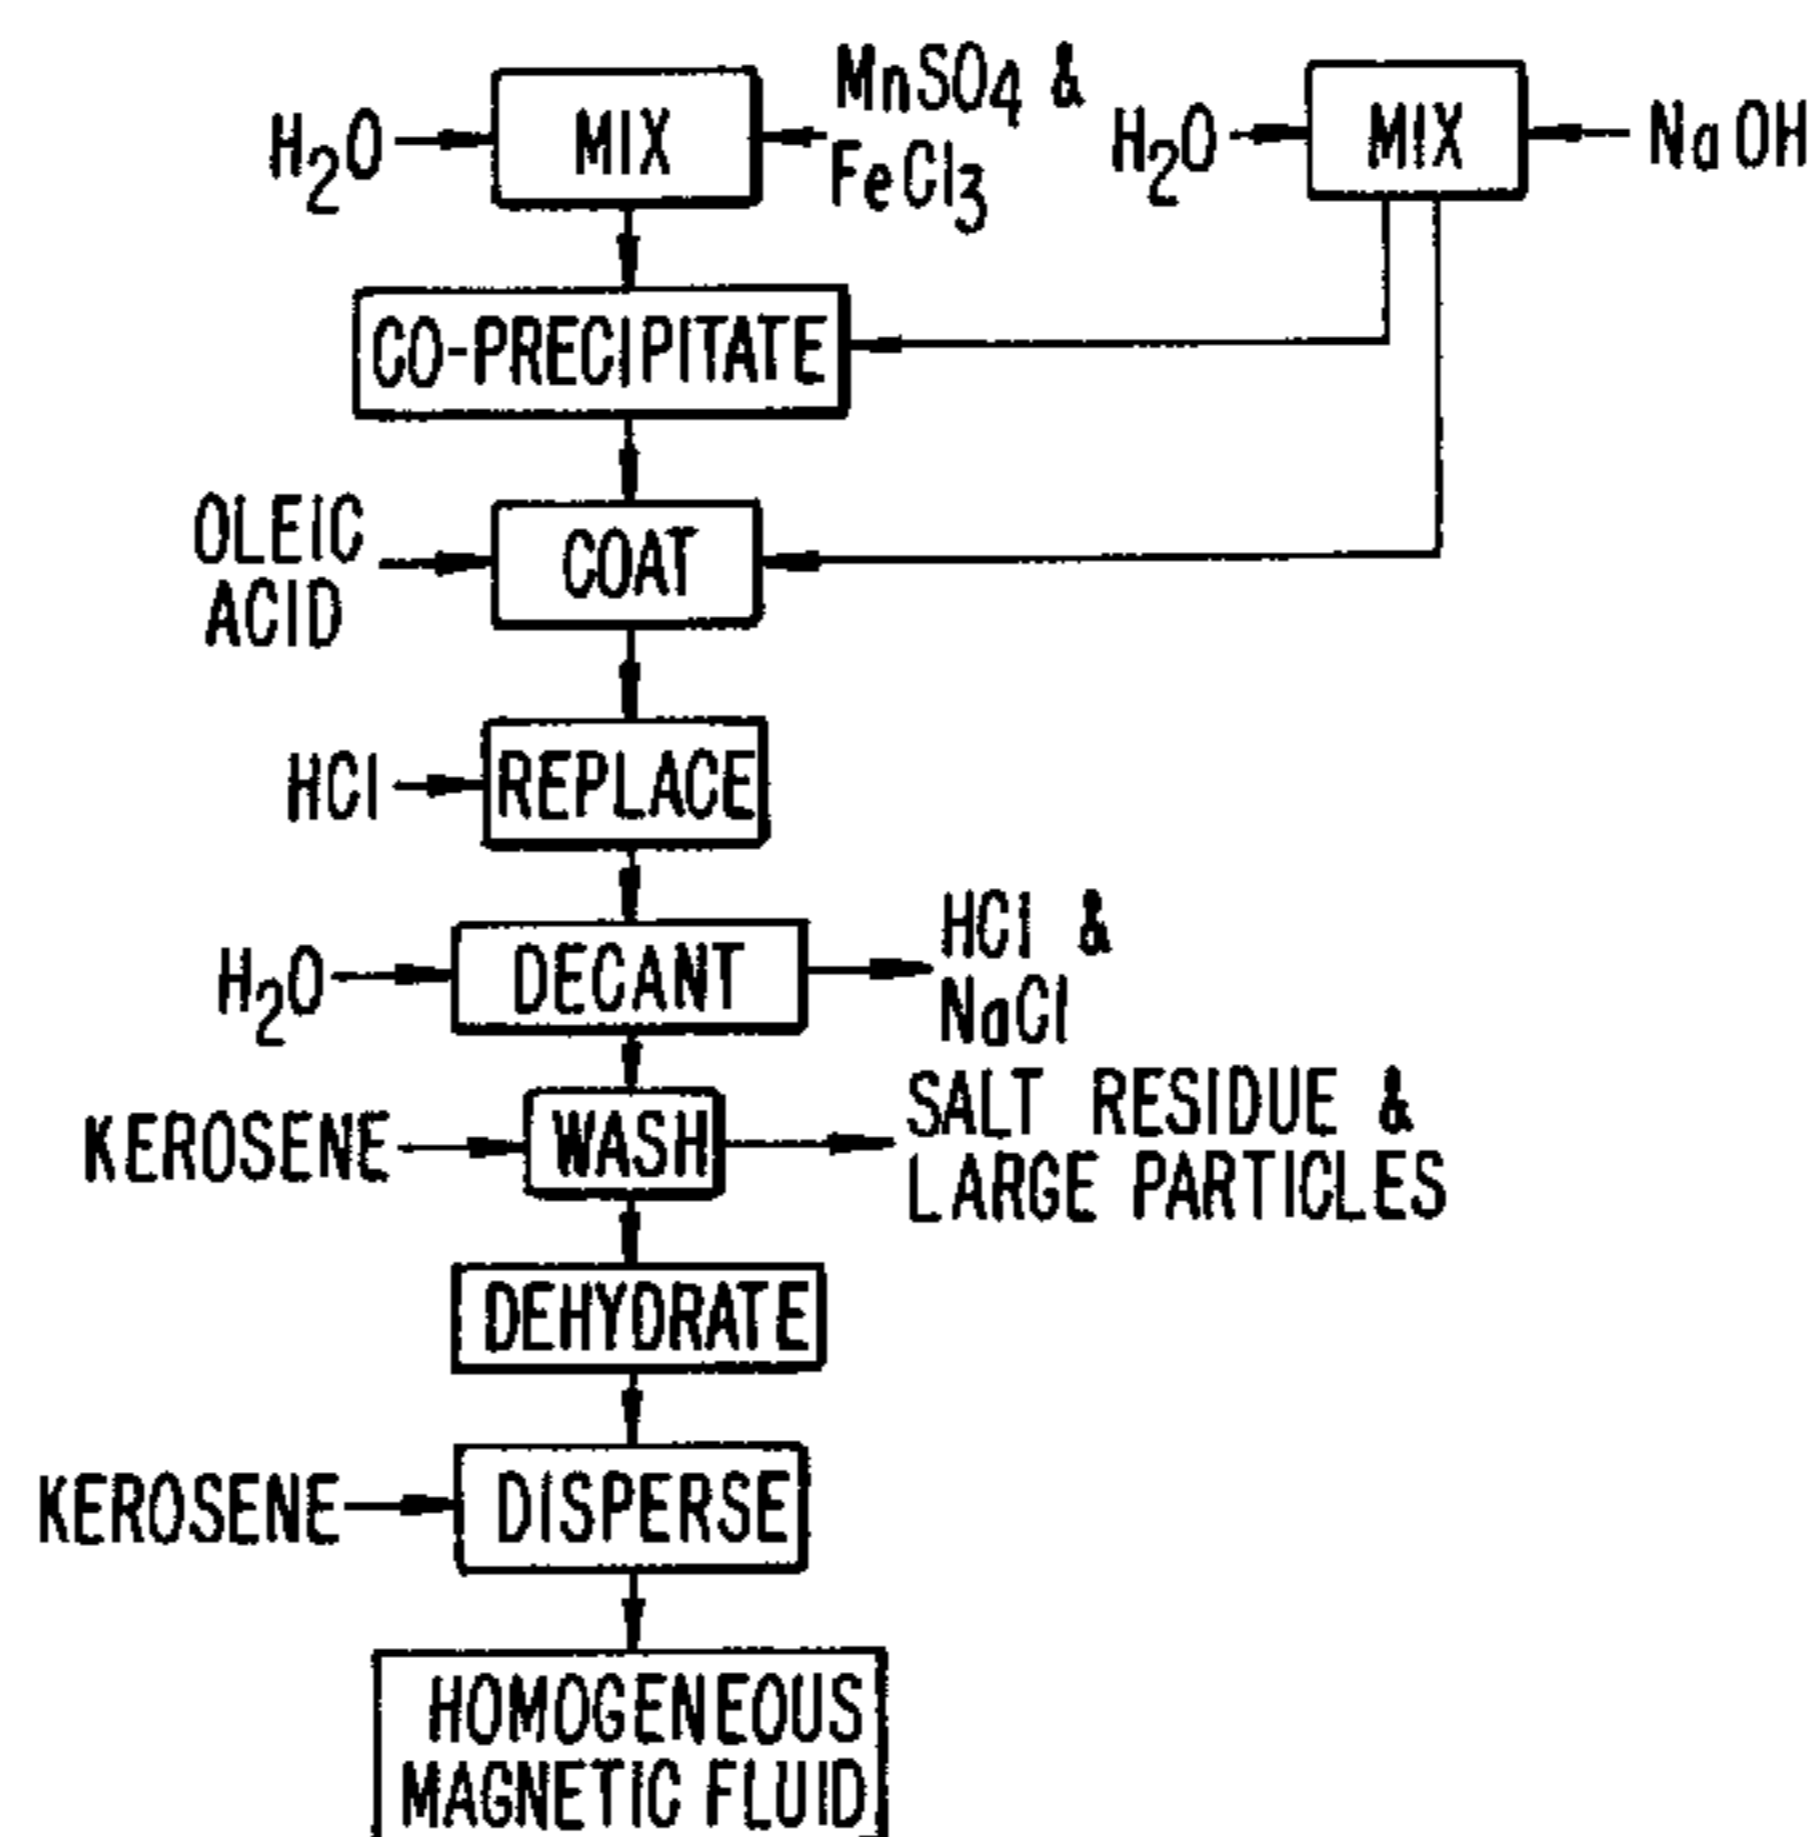 H2O
MIX
MnSO4 &
FeCl3
H2O
MIX
NaOH
CO-PRECIPITATE
OLEIC
ACID
COAT
HCl
REPLACE
H2O
DECANT
HCl &
NaCl
KEROSENE
WASH
SALT RESIDUE &
LARGE PARTICLES
DEHYDRATE
KEROSENE
DISPERSE
HOMOGENEOUS
MAGNETIC FLUID